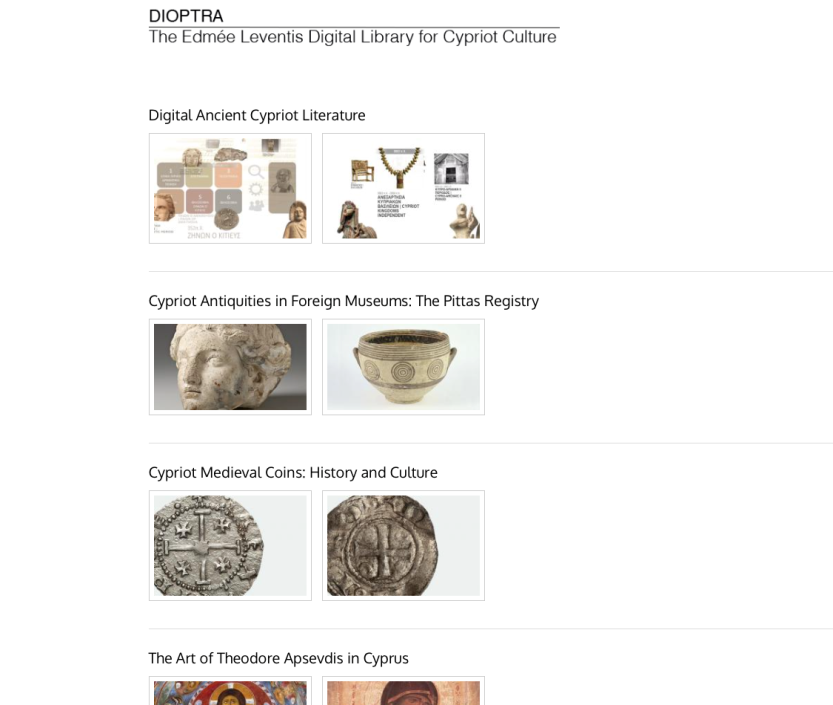 DIOPTRA
The Edmée Leventis Digital Library for Cypriot Culture
Digital Ancient Cypriot Literature
ΖΗΝΩΝ Ο ΚΙΤΙΕΥΣ
ΑΝΕΞΑΡΤΗΤΑ
ΚΥΠΡΙΑΚΩΝ
ΒΑΣΙΛΕΙΩΝ | CYPRIOT
KINGDOMS
INDEPENDENT
Cypriot Antiquities in Foreign Museums: The Pittas Registry
Cypriot Medieval Coins: History and Culture
The Art of Theodore Apsevdis in Cyprus